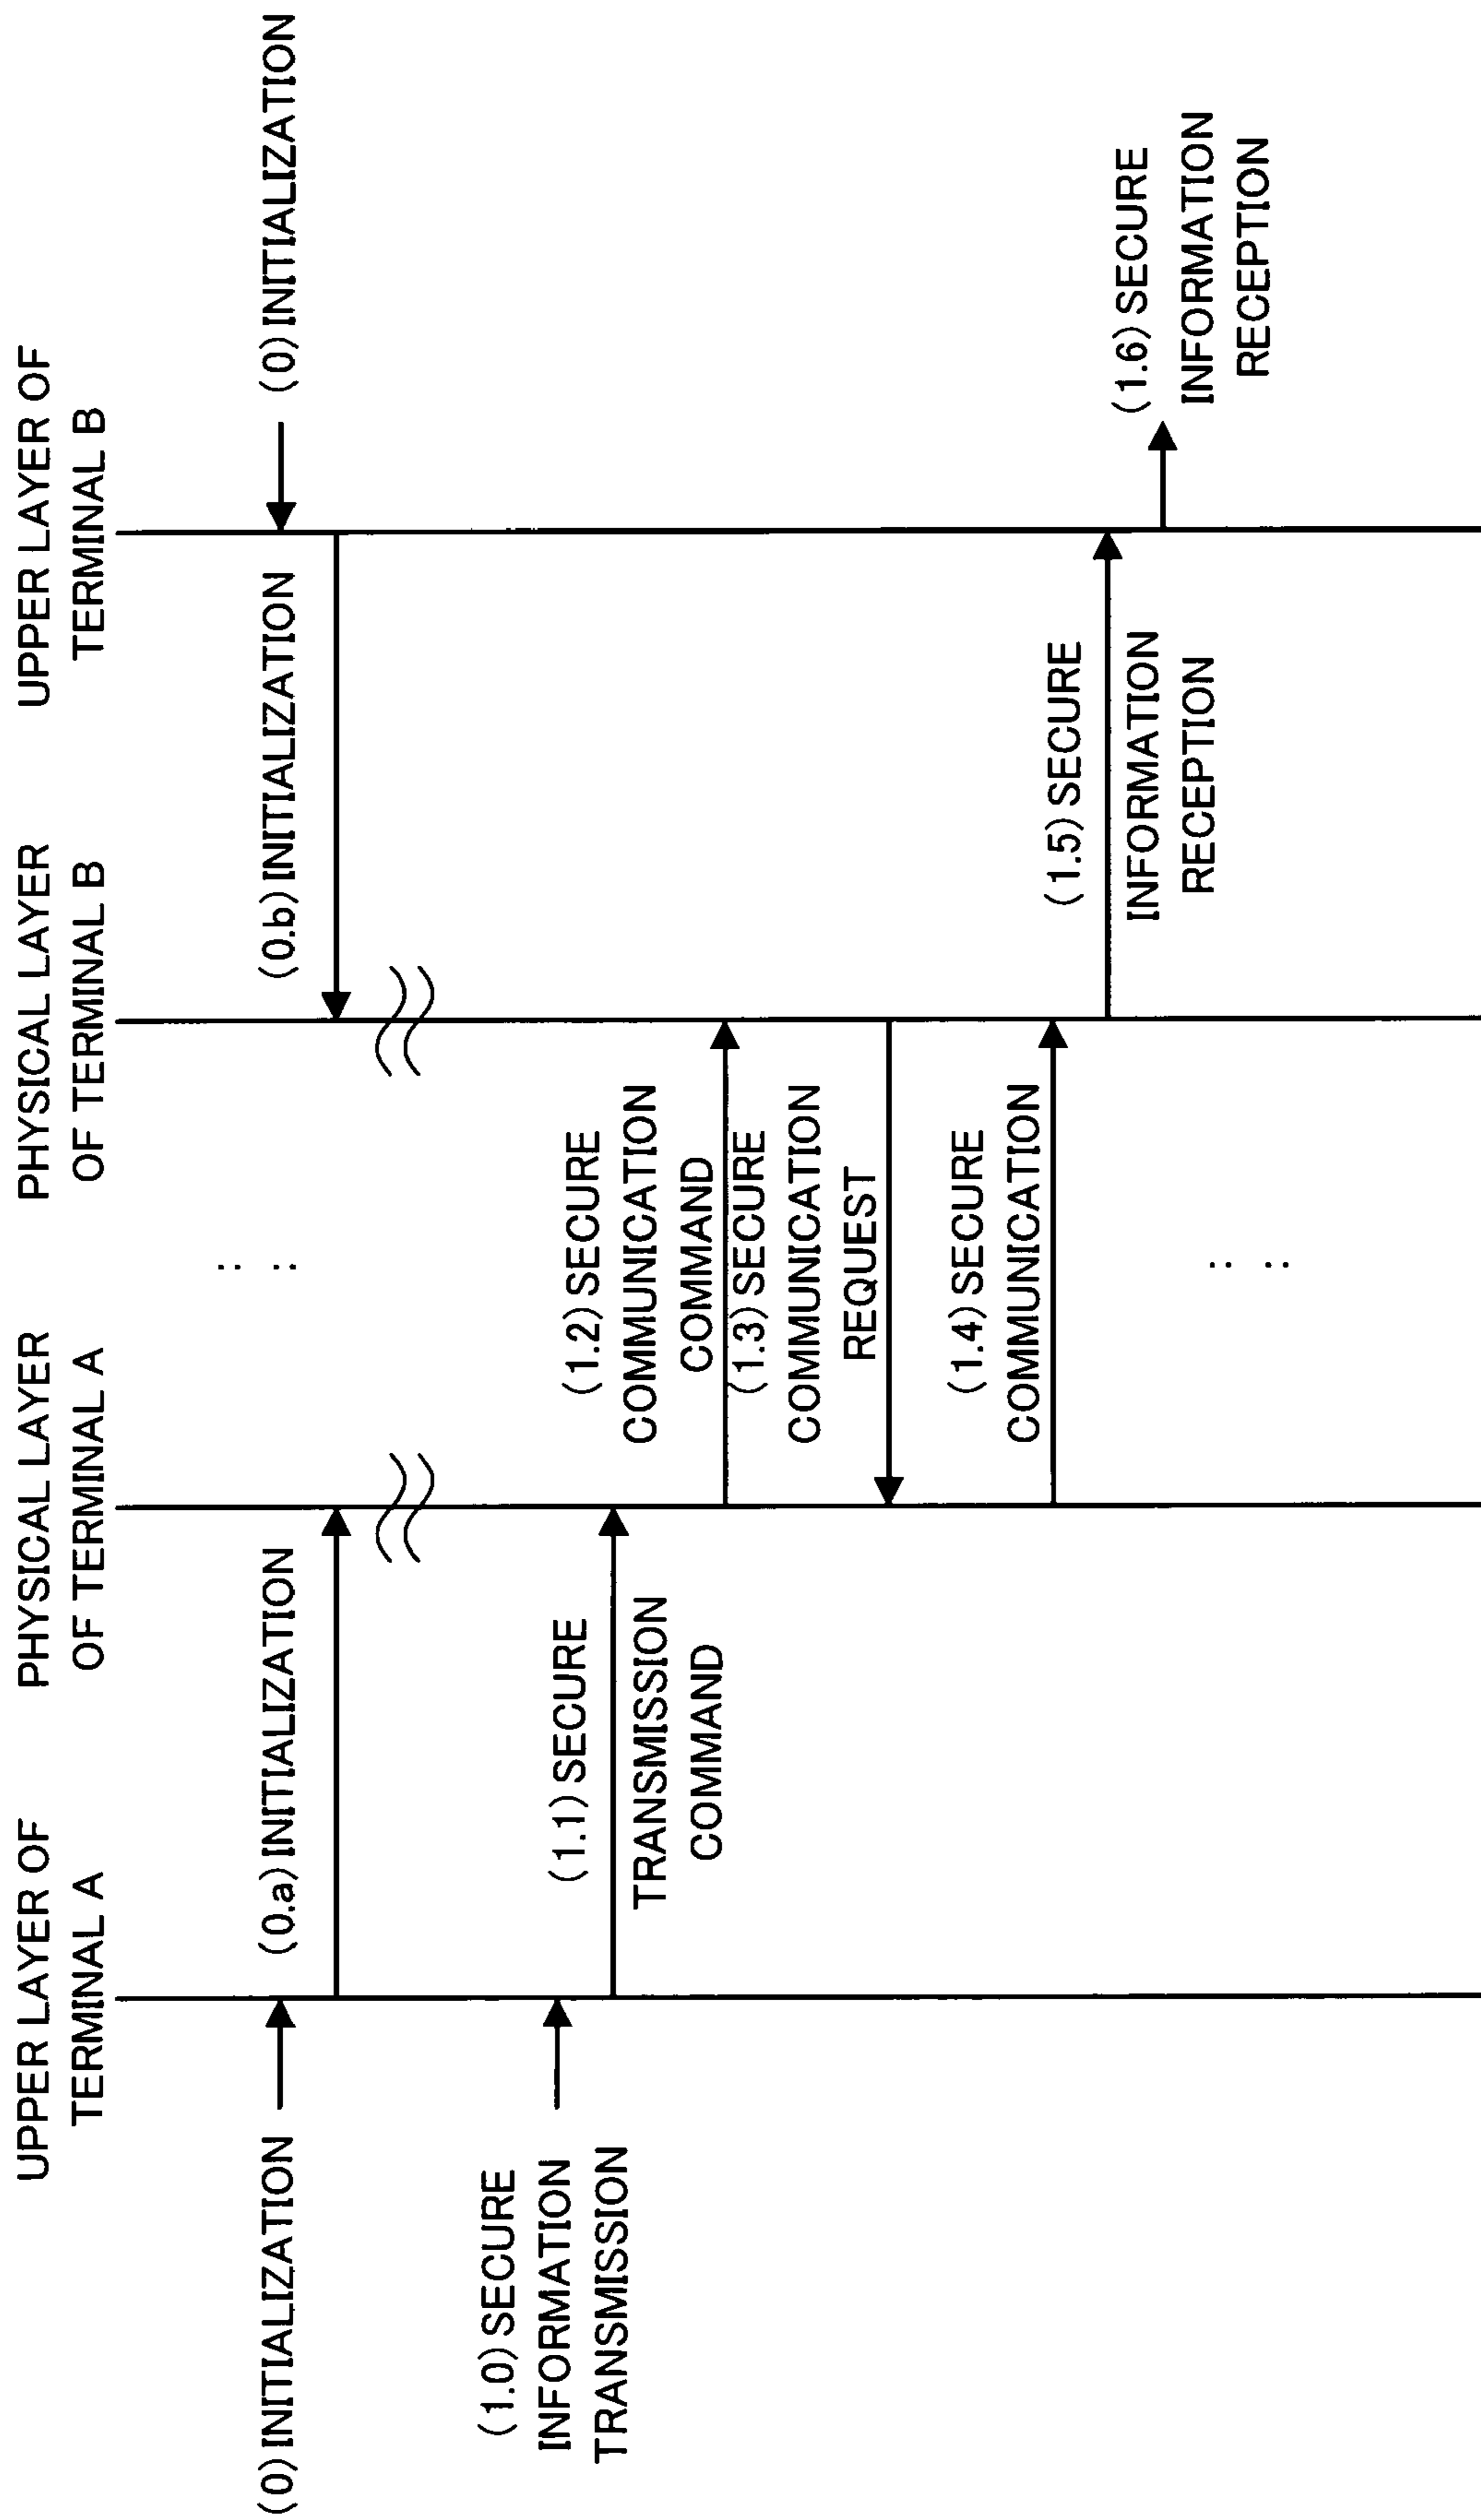 UPPER LAYER OF
TERMINAL A
PHYSICAL LAYER
OF TERMINAL A
PHYSICAL LAYER
OF TERMINAL B
UPPER LAYER OF
TERMINAL B
(0) INITIALIZATION
(0.a) INITIALIZATION
:
:
(0.b) INITIALIZATION
(0) INITIALIZATION
(1.0) SECURE
INFORMATION
TRANSMISSION
(1.1) SECURE
TRANSMISSION
COMMAND
(1.2) SECURE
COMMUNICATION
COMMAND
(1.3) SECURE
COMMUNICATION
REQUEST
(1.4) SECURE
COMMUNICATION
(1.5) SECURE
INFORMATION
RECEPTION
(1.6) SECURE
INFORMATION
RECEPTION
:
: